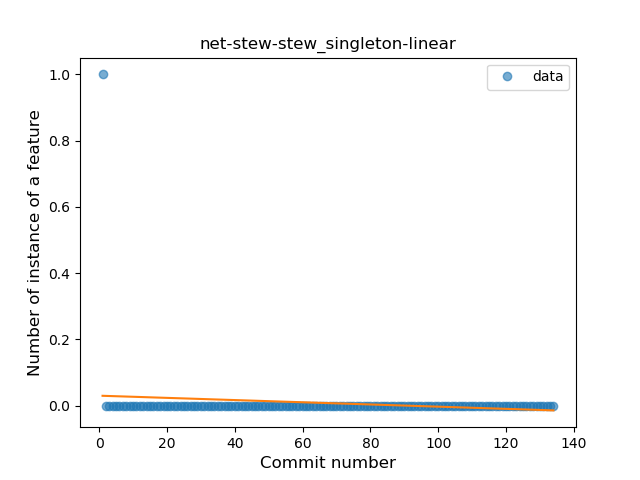 net-stew-stew_singleton-linear
data
Number of instance of a feature
1.0
0.8
0.6
0.4
0.2
0.0
0 20 40 60 80 100 120 140
Commit number